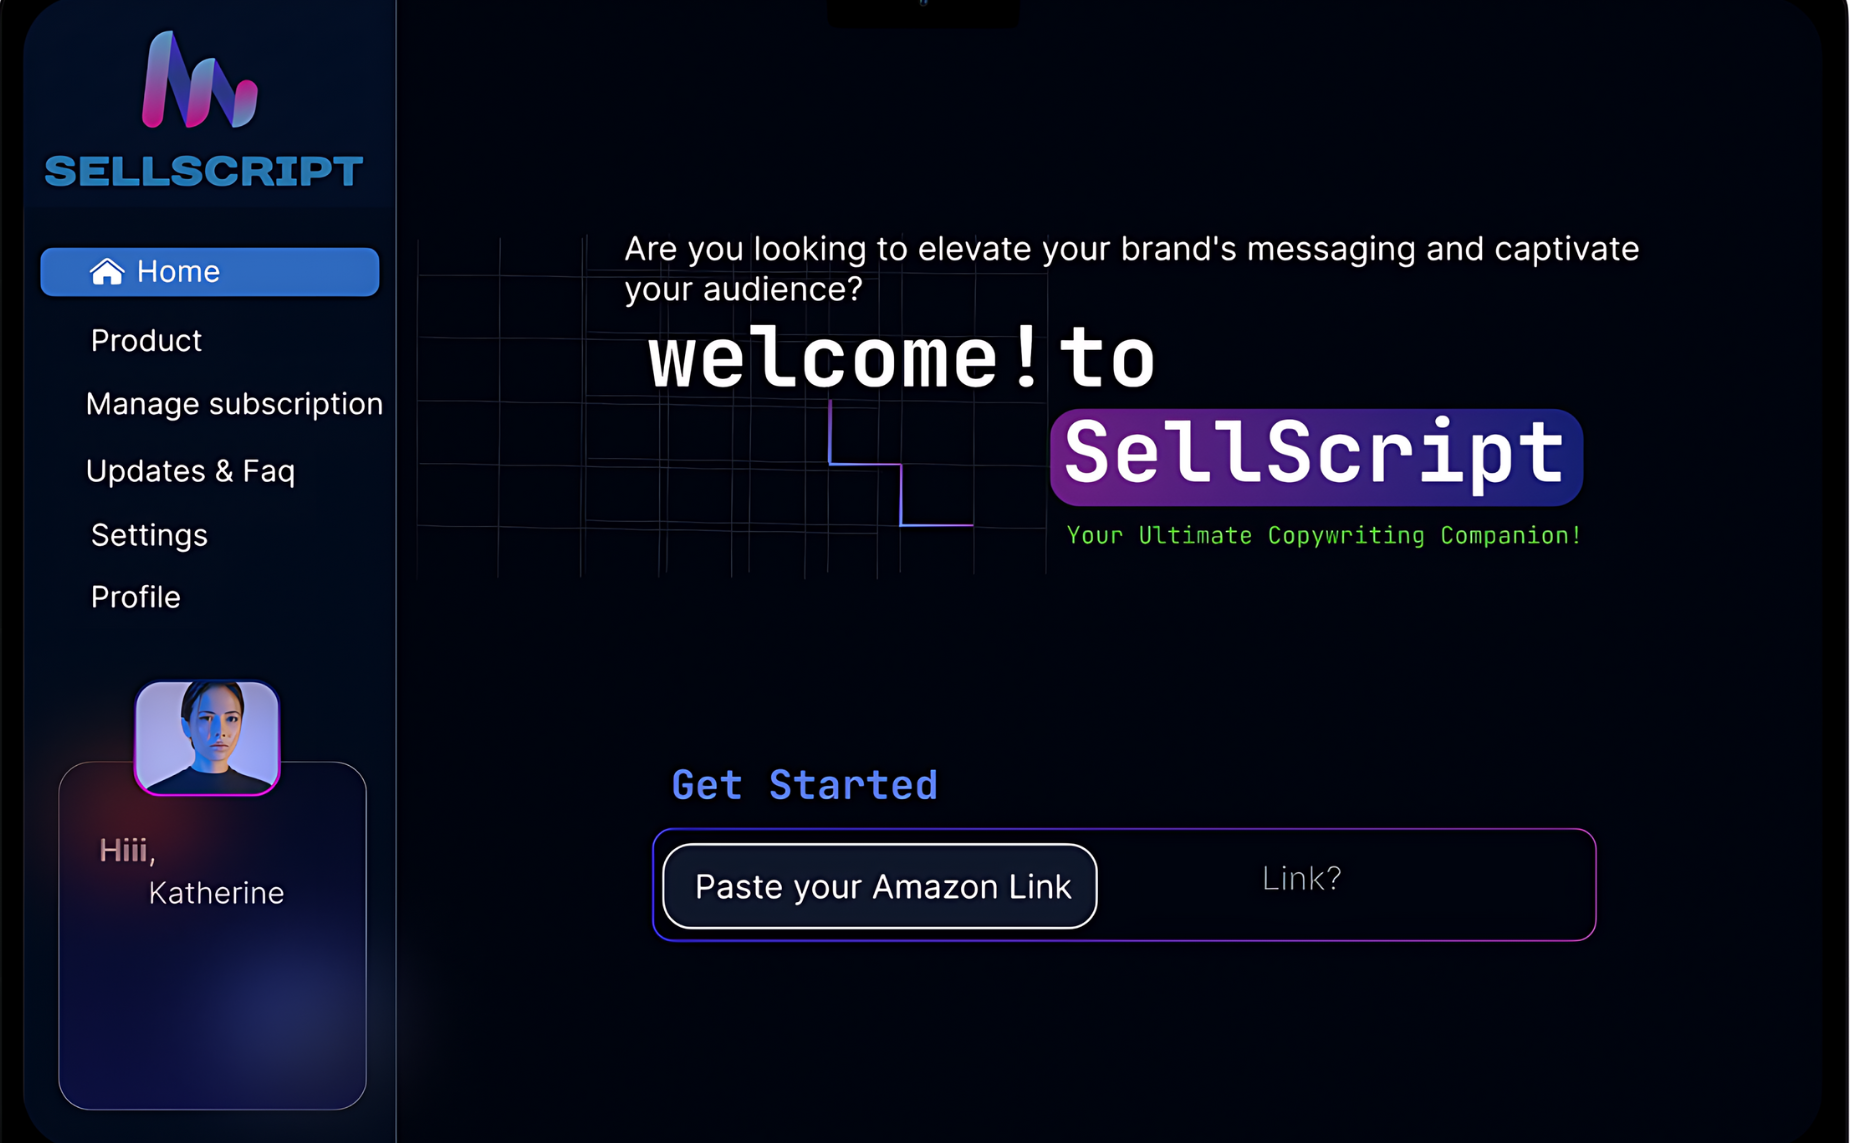 SELLSCRIPT
Home
Product
Manage subscription
Updates & Faq
Settings
Profile
Hiii,
Katherine
Are you looking to elevate your brand's messaging and captivate
your audience?
welcome!to
SellScript
Your Ultimate Copywriting Companion!
Get Started
Paste your Amazon Link
Link?